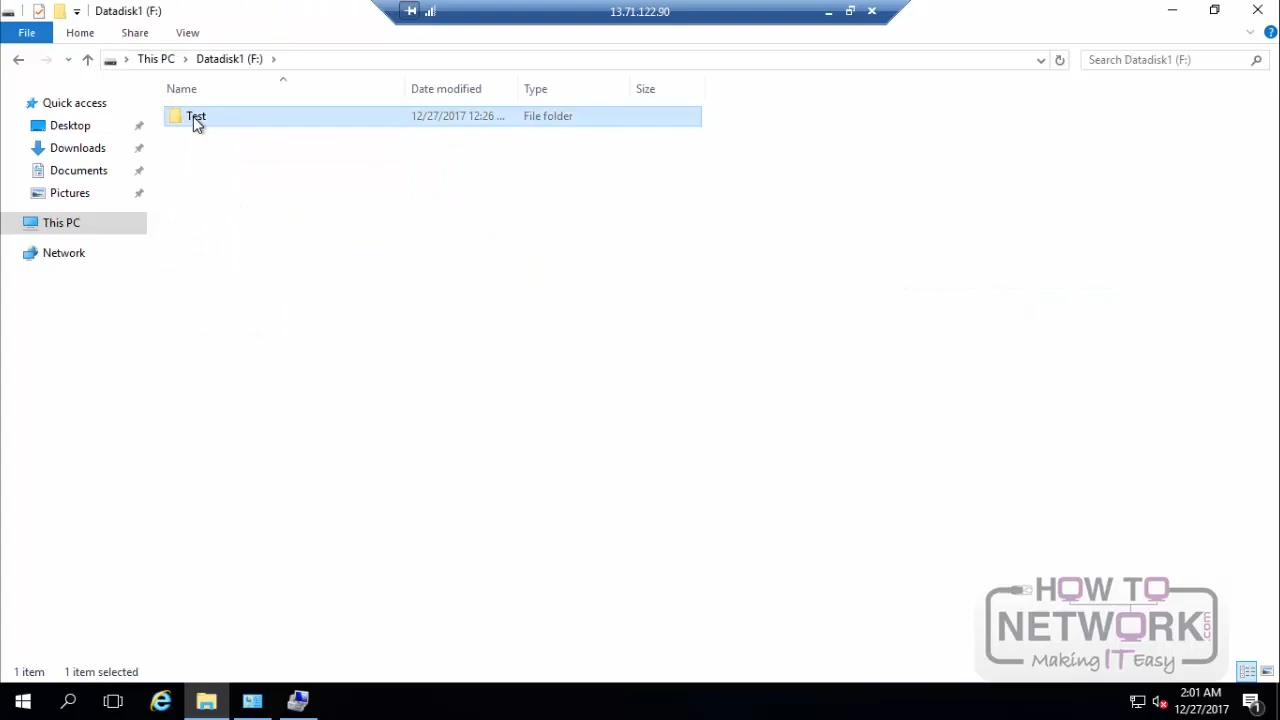 Datadisk1 (F:)
13.71.122.90
File Home Share View
This PC Datadisk1 (F:)
Search Datadisk1 (F:)
Name Date modified Type Size
Test 12/27/2017 12:26 ... File folder
Quick access
Desktop
Downloads
Documents
Pictures
This PC
Network
HOW TO
NETWORK.com
Making IT Easy
1 item 1 item selected
2:01 AM
12/27/2017
1